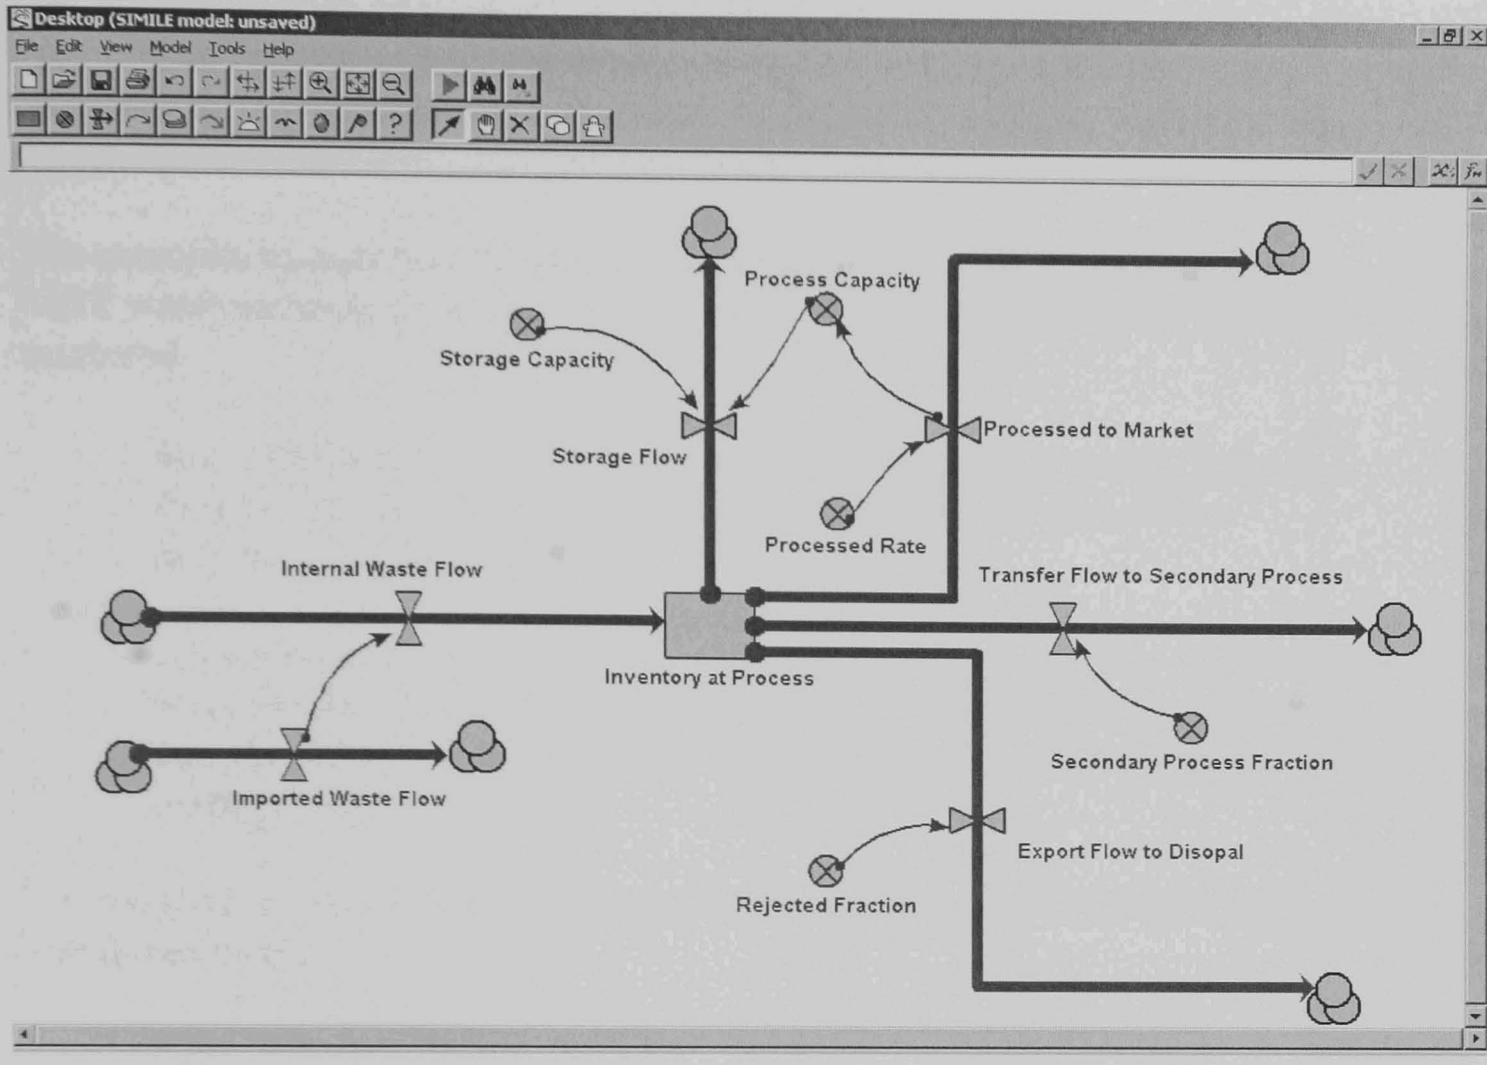 Desktop (SIMILE model: unsaved)
File Edit View Model Tools Help
Process Capacity
Storage Capacity
Processed to Market
Storage Flow
Processed Rate
Internal Waste Flow
Transfer Flow to Secondary Process
Inventory at Process
Secondary Process Fraction
Imported Waste Flow
Export Flow to Disopal
Rejected Fraction